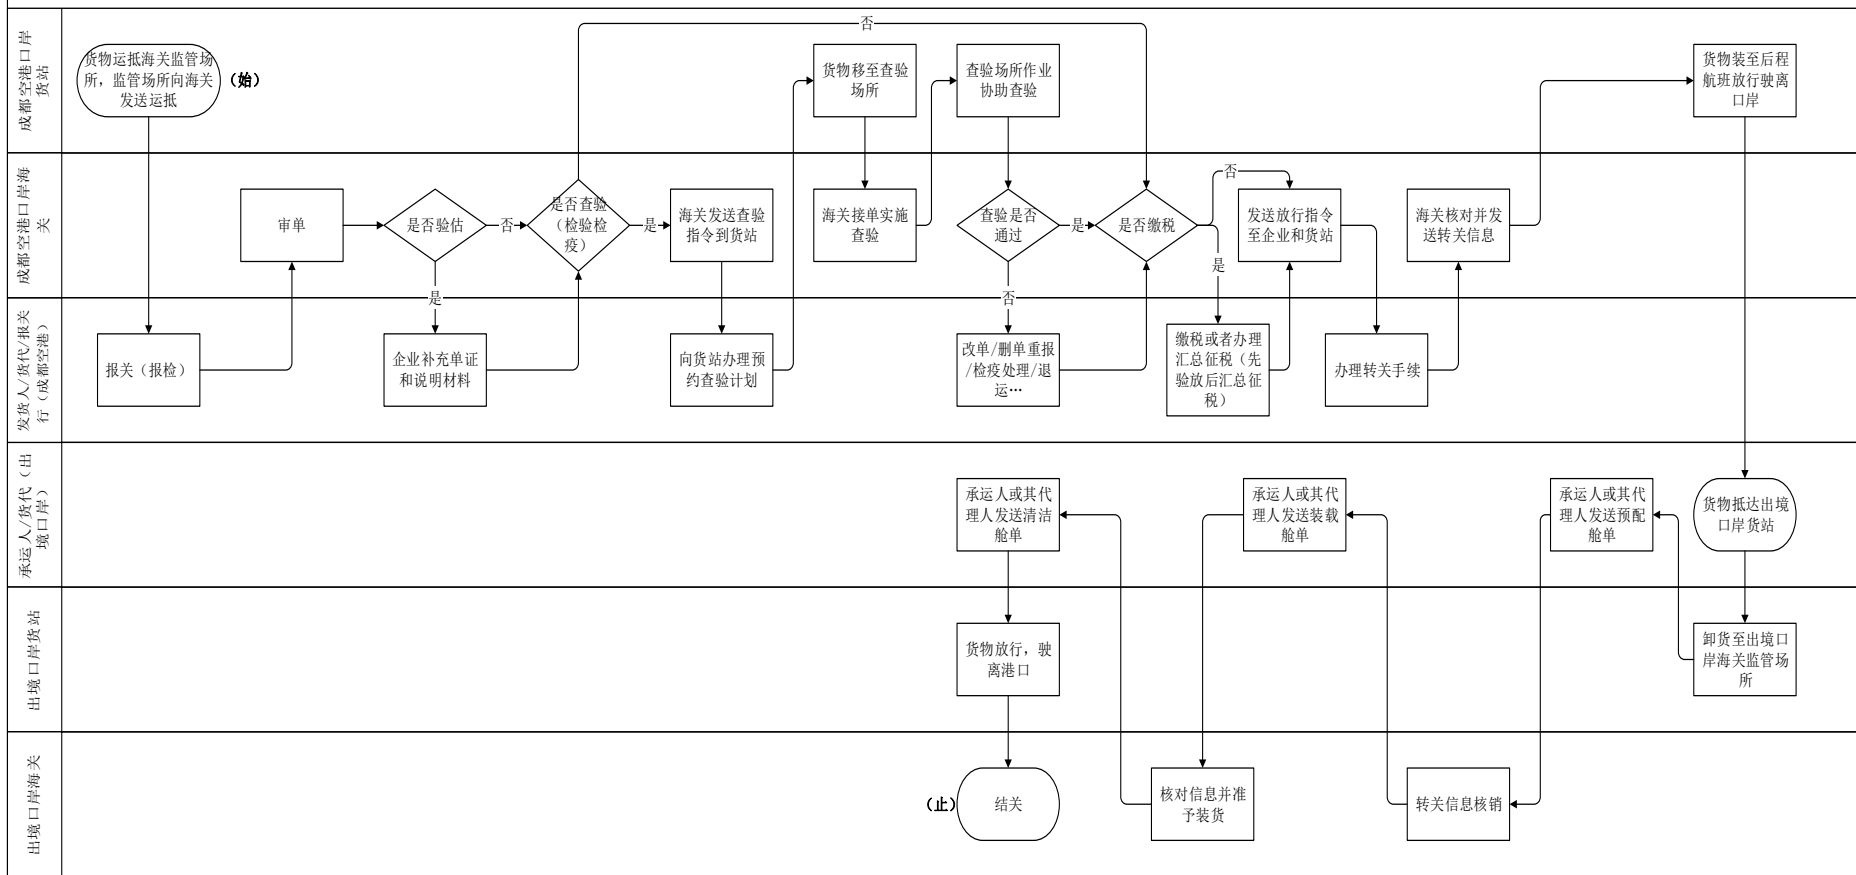 成都空港口岸
货站
货物运抵海关监管场
所，监管场所向海关
发送运抵
（始）
否
货物移至查验
场所
查验场所作业
协助查验
货物装至后程
航班放行驶离
口岸
成都空港口岸海
关
审单
是否验估
否
是否查验
（检验检
疫）
是
海关发送查验
指令到货站
海关接单实施
查验
查验是否
通过
是
是否缴税
否
是
发送放行指令
至企业和货站
海关核对并发
送转关信息
是
否
发货人/货代/报关
行（成都空港）
报关（报检）
企业补充单证
和说明材料
向货站办理预
约查验计划
改单/删单重报
/检疫处理/退
运…
缴税或者办理
汇总征税（先
验放后汇总征
税）
办理转关手续
承运人/货代（出
境口岸）
承运人或其代
理人发送清洁
舱单
承运人或其代
理人发送装载
舱单
承运人或其代
理人发送预配
舱单
货物抵达出境
口岸货站
出境口岸货站
货物放行，驶
离港口
卸货至出境口
岸海关监管场
所
出境口岸海关
（止）
结关
核对信息并准
予装货
转关信息核销